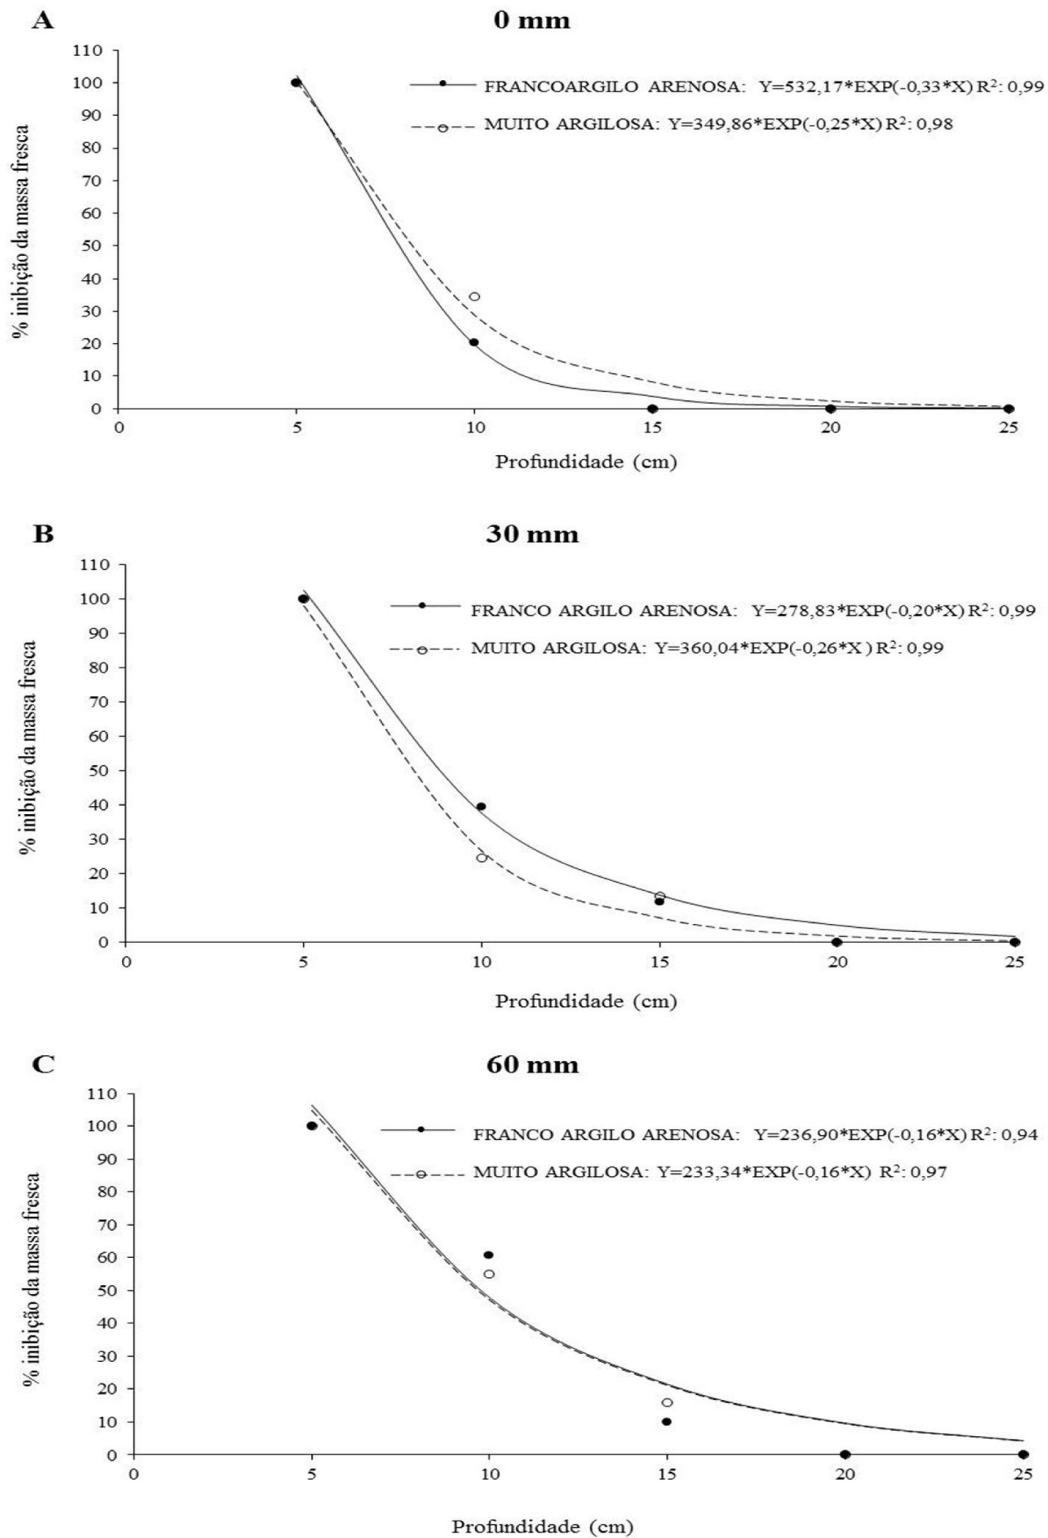 A
0 mm
110
100
90
80
70
60
50
40
30
20
10
0
% inibição da massa fresca
FRANCOARGILO ARENOSA: Y=532,17*EXP(-0,33*X) R²: 0,99
MUITO ARGILOSA: Y=349,86*EXP(-0,25*X) R²: 0,98
0 5 10 15 20 25
Profundidade (cm)
B
30 mm
110
100
90
80
70
60
50
40
30
20
10
0
% inibição da massa fresca
FRANCO ARGILO ARENOSA: Y=278,83*EXP(-0,20*X) R²: 0,99
MUITO ARGILOSA: Y=360,04*EXP(-0,26*X ) R²: 0,99
0 5 10 15 20 25
Profundidade (cm)
C
60 mm
110
100
90
80
70
60
50
40
30
20
10
0
% inibição da massa fresca
FRANCO ARGILO ARENOSA: Y=236,90*EXP(-0,16*X) R²: 0,94
MUITO ARGILOSA: Y=233,34*EXP(-0,16*X) R²: 0,97
0 5 10 15 20 25
Profundidade (cm)